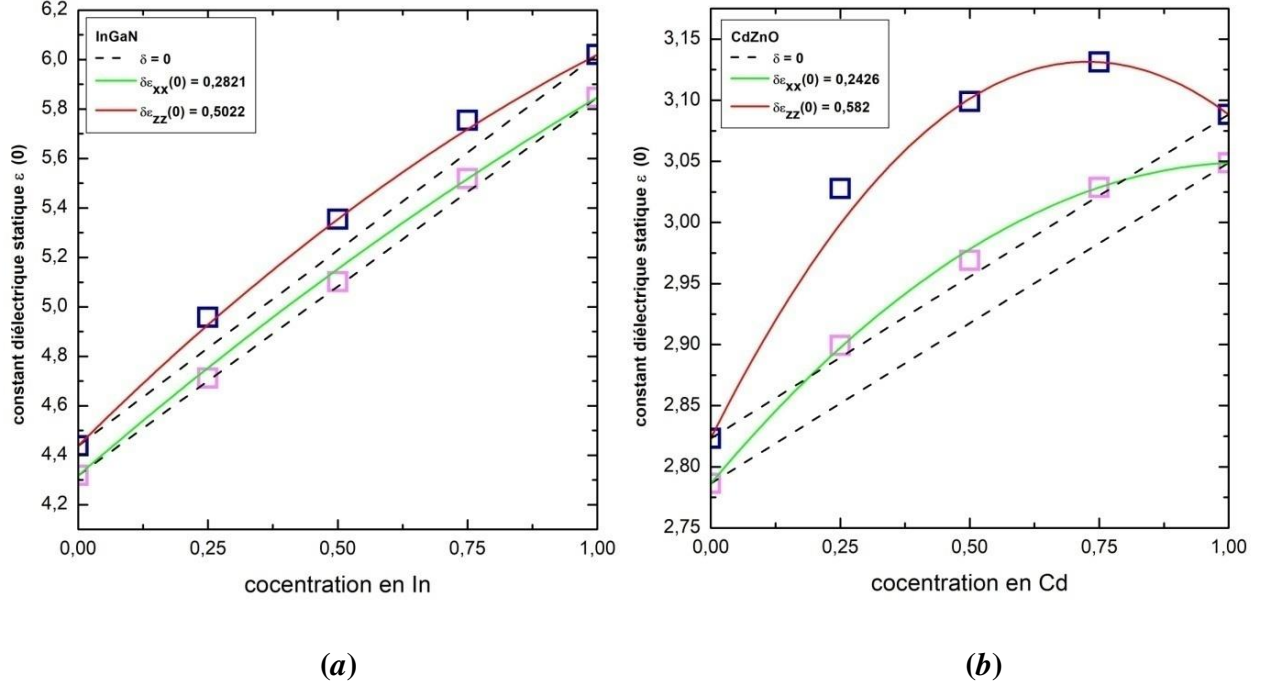 6,2
6,0
5,8
5,6
5,4
5,2
5,0
4,8
4,6
4,4
4,2
constant diélectrique statique ε (0)
InGaN
δ = 0
δεxx(0) = 0,2821
δεzz(0) = 0,5022
0,00 0,25 0,50 0,75 1,00
cocentration en In
(a)
3,15
3,10
3,05
3,00
2,95
2,90
2,85
2,80
2,75
constant diélectrique statique ε (0)
CdZnO
δ = 0
δεxx(0) = 0,2426
δεzz(0) = 0,582
0,00 0,25 0,50 0,75 1,00
cocentration en Cd
(b)